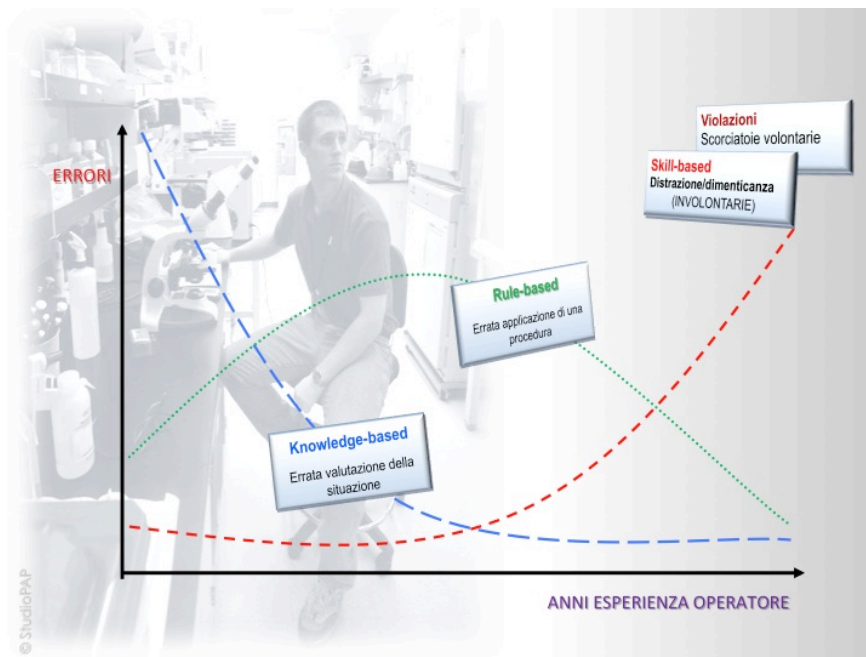 Violazioni
Scorciatoie volontarie
Skill-based
Distrazione/dimenticanza
(INVOLONTARIE)
ERRORI
Rule-based
Errata applicazione di una
procedura
Knowledge-based
Errata valutazione della
situazione
ANNI ESPERIENZA OPERATORE
© StudioPAP